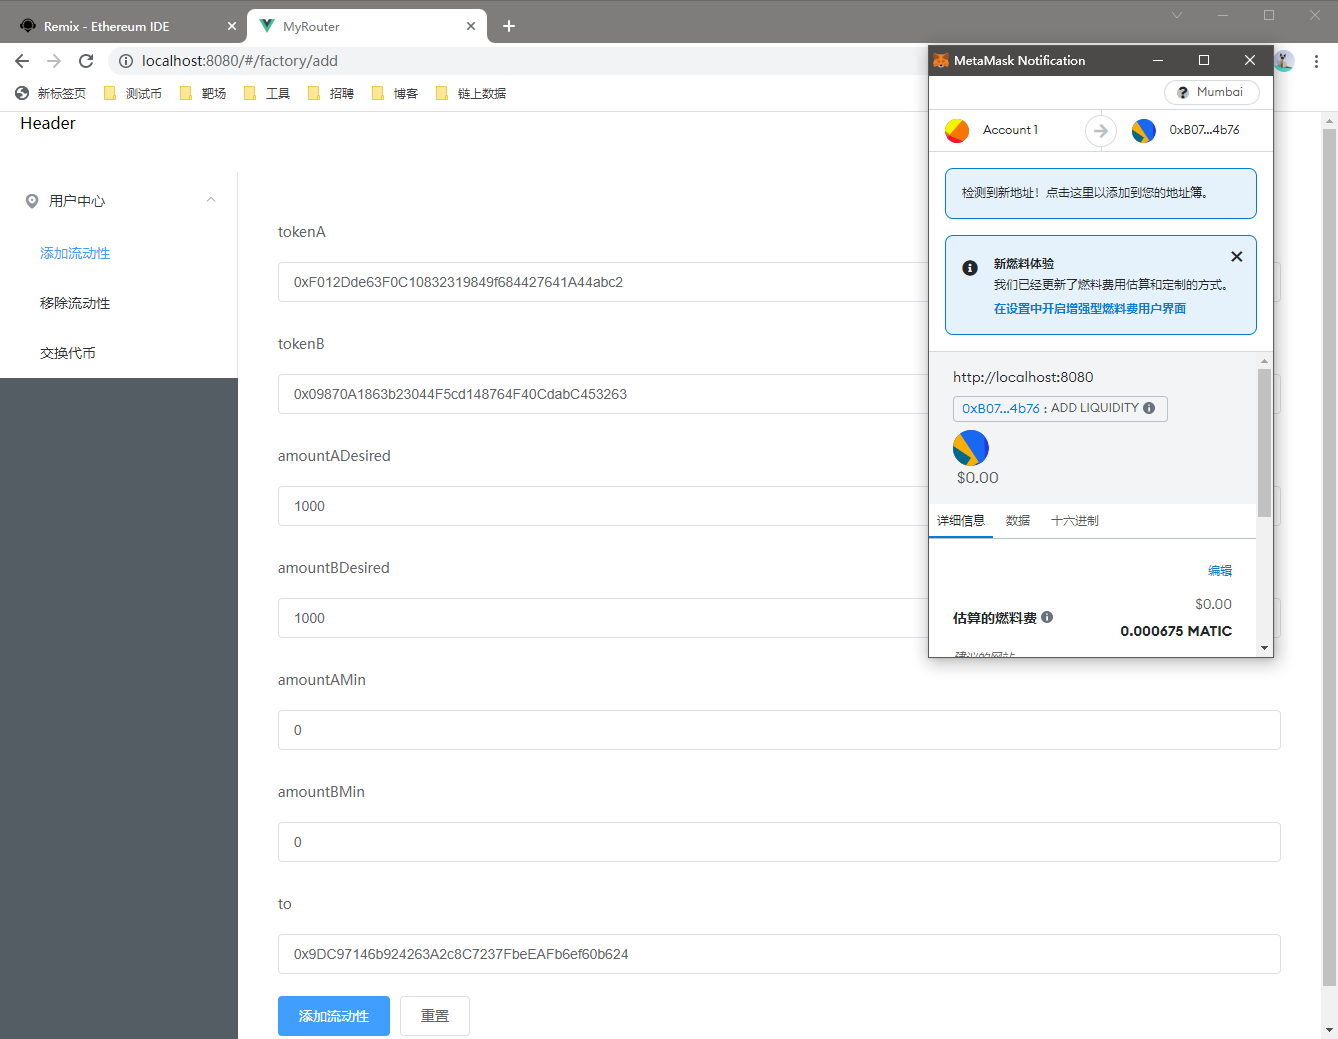 Remix - Ethereum IDE
MyRouter
localhost:8080/#/factory/add
新标签页
测试币
靶场
工具
招聘
博客
链上数据
Header
用户中心
添加流动性
移除流动性
交换代币
tokenA
0xF012Dde63F0C10832319849f684427641A44abc2
tokenB
0x09870A1863b23044F5cd148764F40CdabC453263
amountADesired
1000
amountBDesired
1000
amountAMin
0
amountBMin
0
to
0x9DC97146b924263A2c8C7237FbeEAFb6ef60b624
添加流动性
重置
MetaMask Notification
Mumbai
Account 1
0xB07...4b76
检测到新地址！点击这里以添加到您的地址簿。
新燃料体验
我们已经更新了燃料费用估算和定制的方式。
在设置中开启增强型燃料费用户界面
http://localhost:8080
0xB07...4b76 : ADD LIQUIDITY
$0.00
详细信息
数据
十六进制
编辑
$0.00
估算的燃料费
0.000675 MATIC
建议的网站